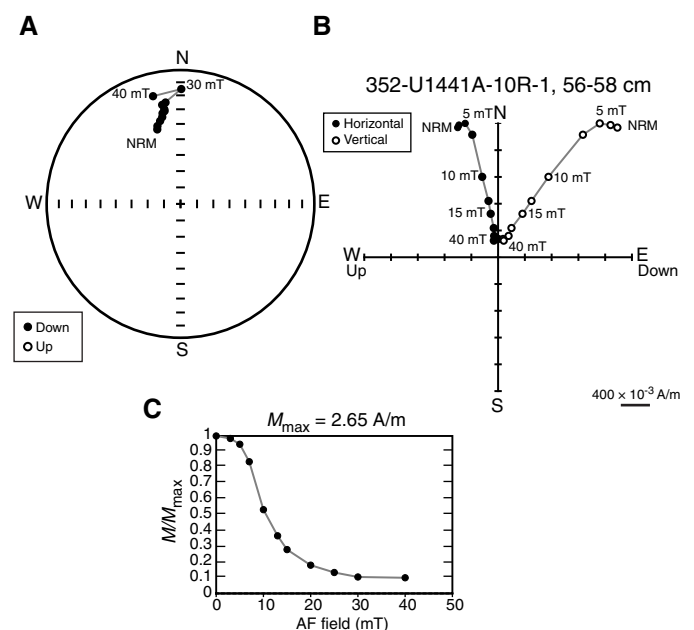 A
N
40 mT
30 mT
NRM
W
E
S
● Down
○ Up
B
352-U1441A-10R-1, 56-58 cm
N
● Horizontal
○ Vertical
NRM
5 mT
5 mT
NRM
10 mT
10 mT
15 mT
15 mT
40 mT
40 mT
W
E
Up
Down
S
400 × 10⁻³ A/m
C
Mmax = 2.65 A/m
M/Mmax
1
0.9
0.8
0.7
0.6
0.5
0.4
0.3
0.2
0.1
0
0 10 20 30 40 50
AF field (mT)